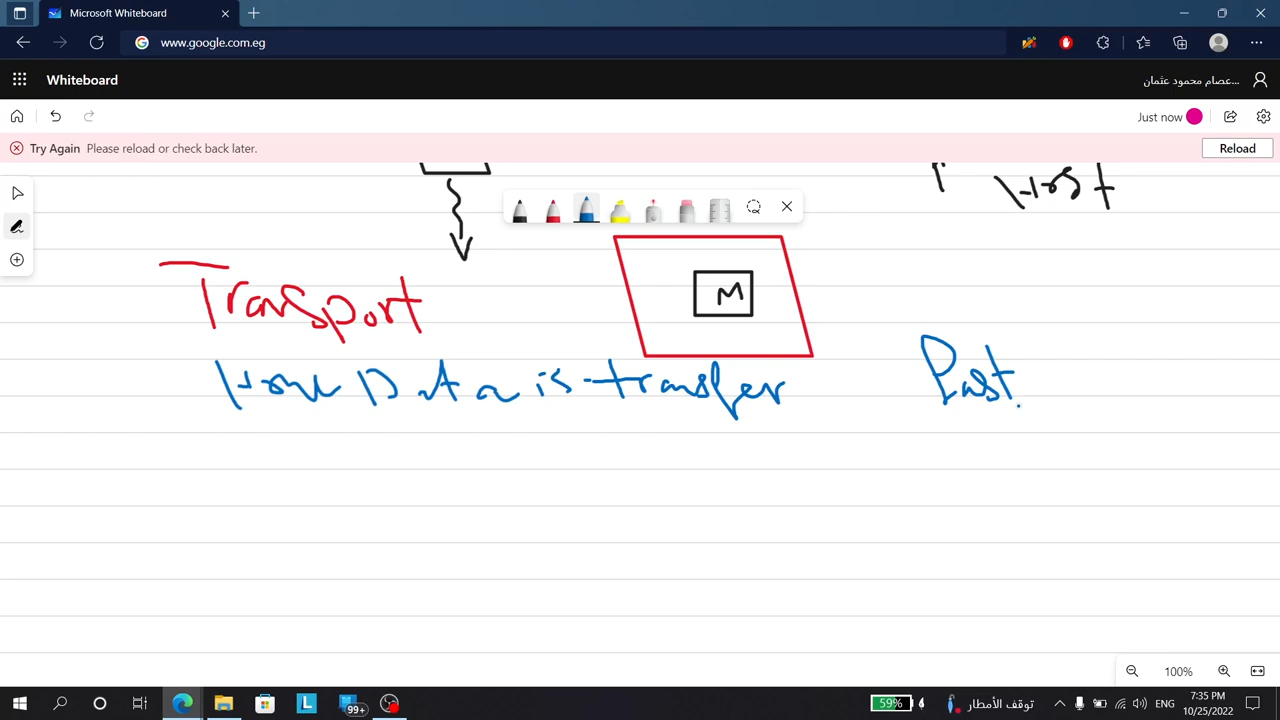 Microsoft Whiteboard
www.google.com.eg
Whiteboard
عصام محمود عثمان...
Just now
Try Again Please reload or check back later.
Reload
Host
Transport
M
How Data is transfer
Past.
100%
L
99+
59%
توقف الأمطار
ENG
7:35 PM
10/25/2022